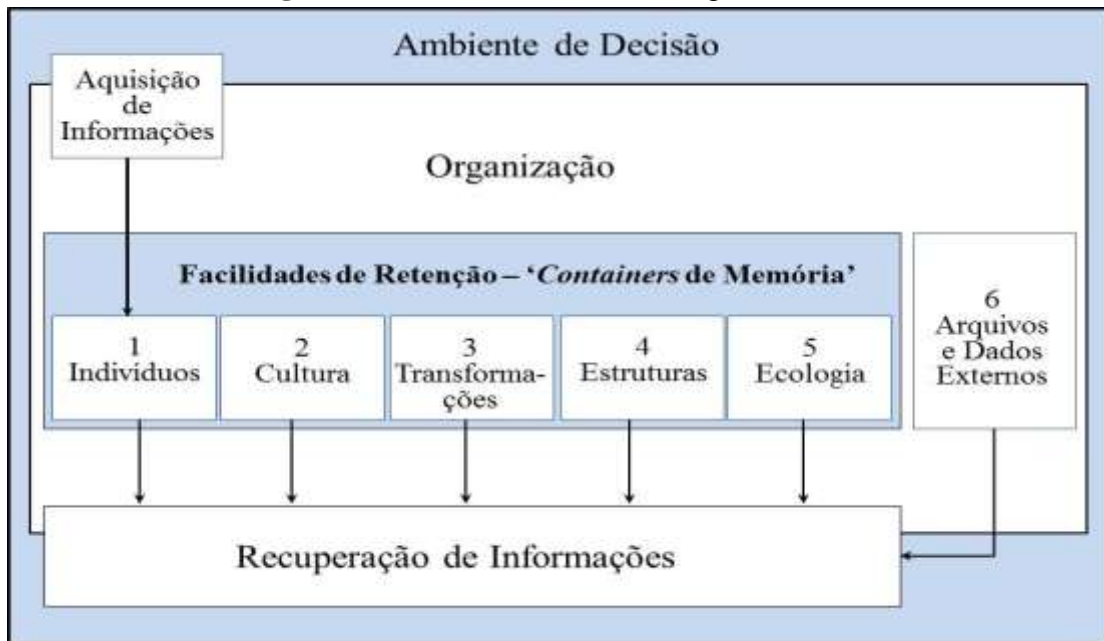 Ambiente de Decisão
Aquisição
de
Informações
Organização
Facilidades de Retenção – ‘Containers de Memória’
1
Indivíduos
2
Cultura
3
Transforma-
ções
4
Estruturas
5
Ecologia
6
Arquivos
e Dados
Externos
Recuperação de Informações